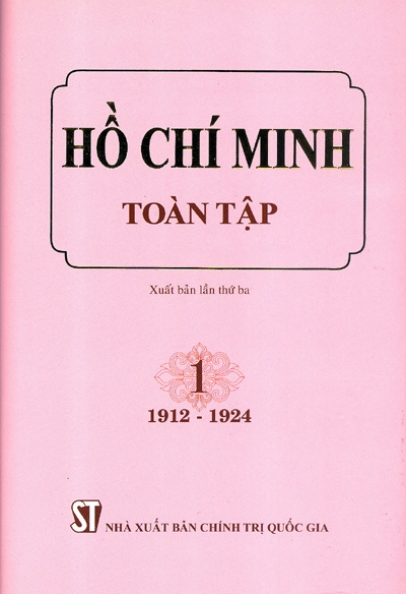 HỒ CHÍ MINH
TOÀN TẬP
Xuất bản lần thứ ba
1
1912 - 1924
ST NHÀ XUẤT BẢN CHÍNH TRỊ QUỐC GIA